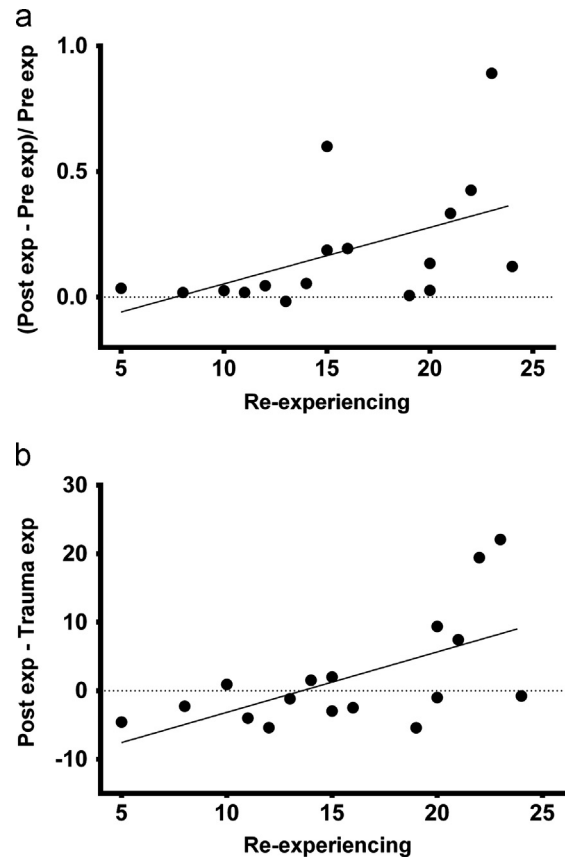 a
(Post exp - Pre exp)/ Pre exp
1.0
0.5
0.0
5 10 15 20 25
Re-experiencing
b
Post exp - Trauma exp
30
20
10
0
-10
5 10 15 20 25
Re-experiencing